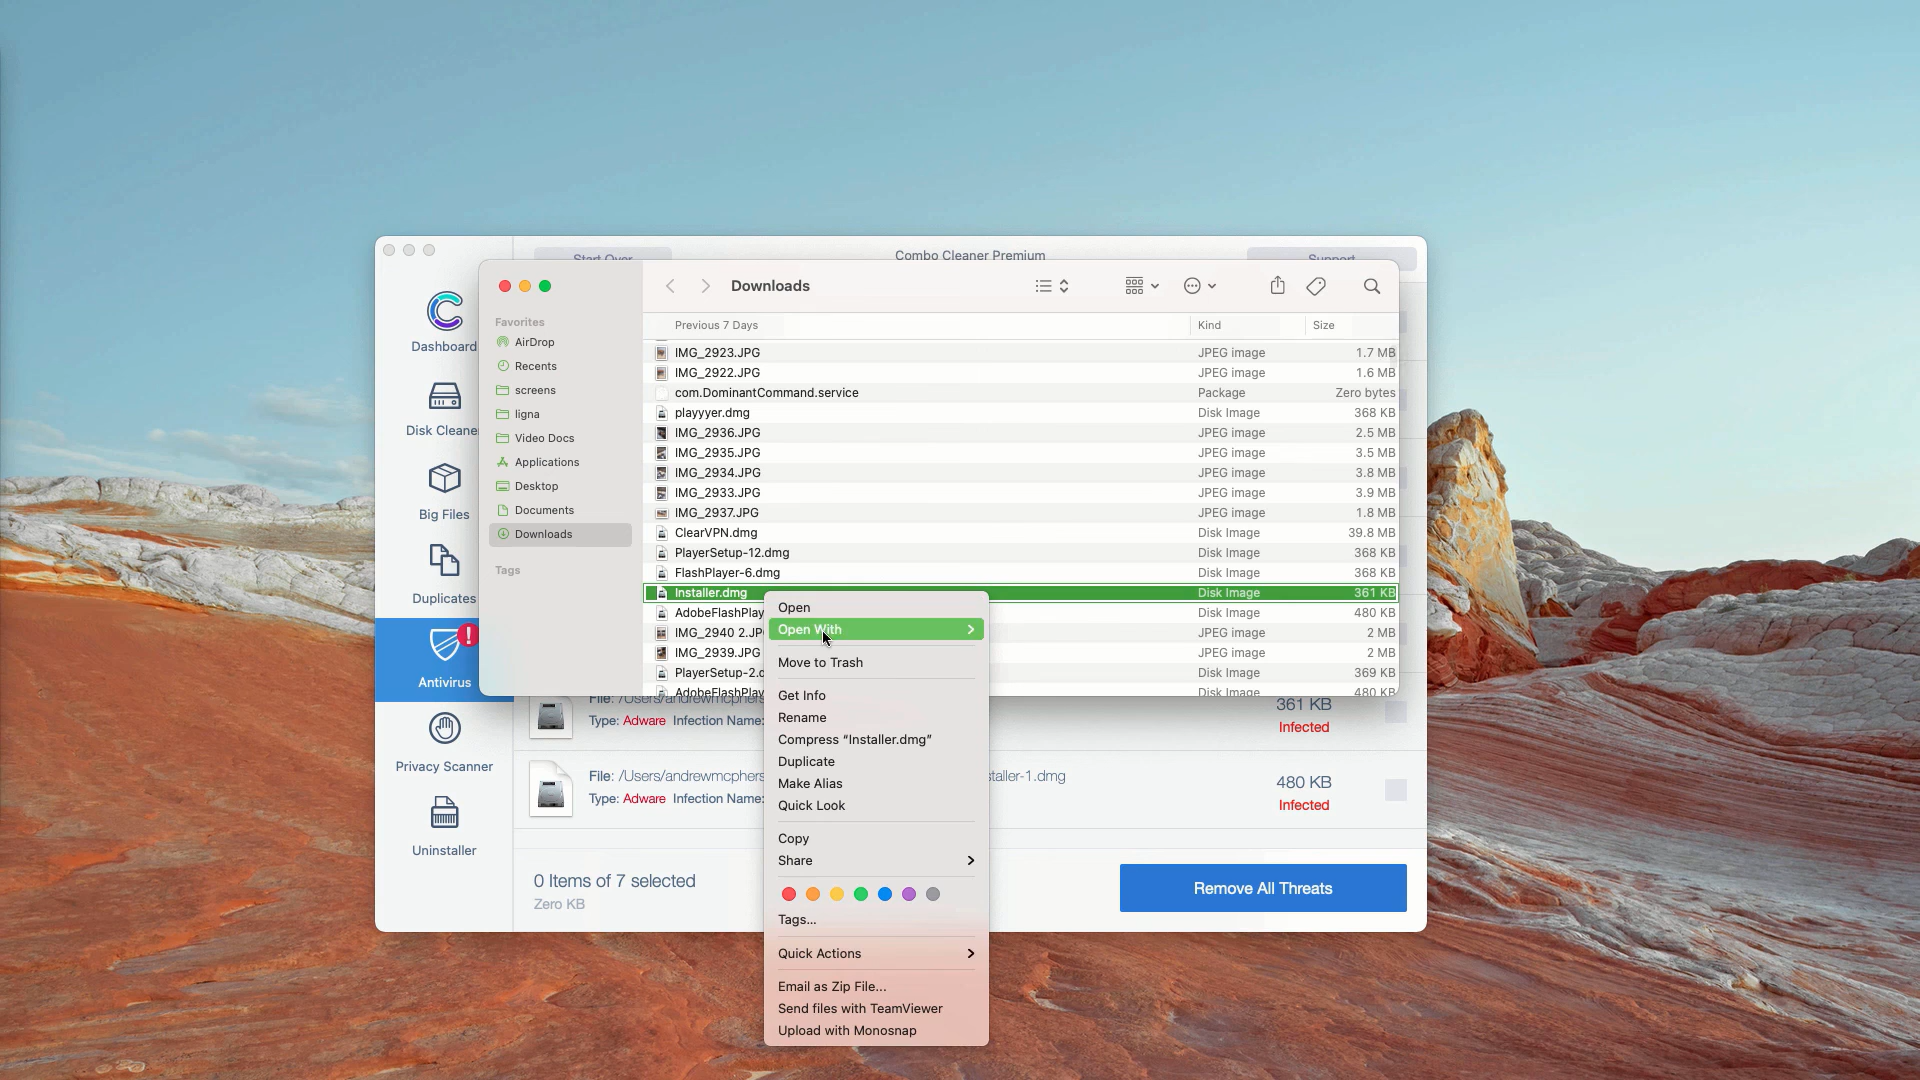 Start Over
Combo Cleaner Premium
Support
Dashboard
Disk Cleane
Big Files
Duplicates
Antivirus
Privacy Scanner
Uninstaller
Favorites
AirDrop
Recents
screens
ligna
Video Docs
Applications
Desktop
Documents
Downloads
Tags
Downloads
Previous 7 Days Kind Size
IMG_2923.JPG JPEG image 1.7 MB
IMG_2922.JPG JPEG image 1.6 MB
com.DominantCommand.service Package Zero bytes
playyyer.dmg Disk Image 368 KB
IMG_2936.JPG JPEG image 2.5 MB
IMG_2935.JPG JPEG image 3.5 MB
IMG_2934.JPG JPEG image 3.8 MB
IMG_2933.JPG JPEG image 3.9 MB
IMG_2937.JPG JPEG image 1.8 MB
ClearVPN.dmg Disk Image 39.8 MB
PlayerSetup-12.dmg Disk Image 368 KB
FlashPlayer-6.dmg Disk Image 368 KB
Installer.dmg Disk Image 361 KB
AdobeFlashPlay Disk Image 480 KB
IMG_2940 2.JP JPEG image 2 MB
IMG_2939.JPG JPEG image 2 MB
PlayerSetup-2.d Disk Image 369 KB
AdobeFlashPlay Disk Image 480 KB
Open
Open With
Move to Trash
Get Info
Rename
Compress “Installer.dmg”
Duplicate
Make Alias
Quick Look
Copy
Share
Tags...
Quick Actions
Email as Zip File...
Send files with TeamViewer
Upload with Monosnap
File: /Users/andrewmcphers 361 KB
Type: Adware Infection Name: Infected
File: /Users/andrewmcphers staller-1.dmg 480 KB
Type: Adware Infection Name: Infected
0 Items of 7 selected
Zero KB
Remove All Threats